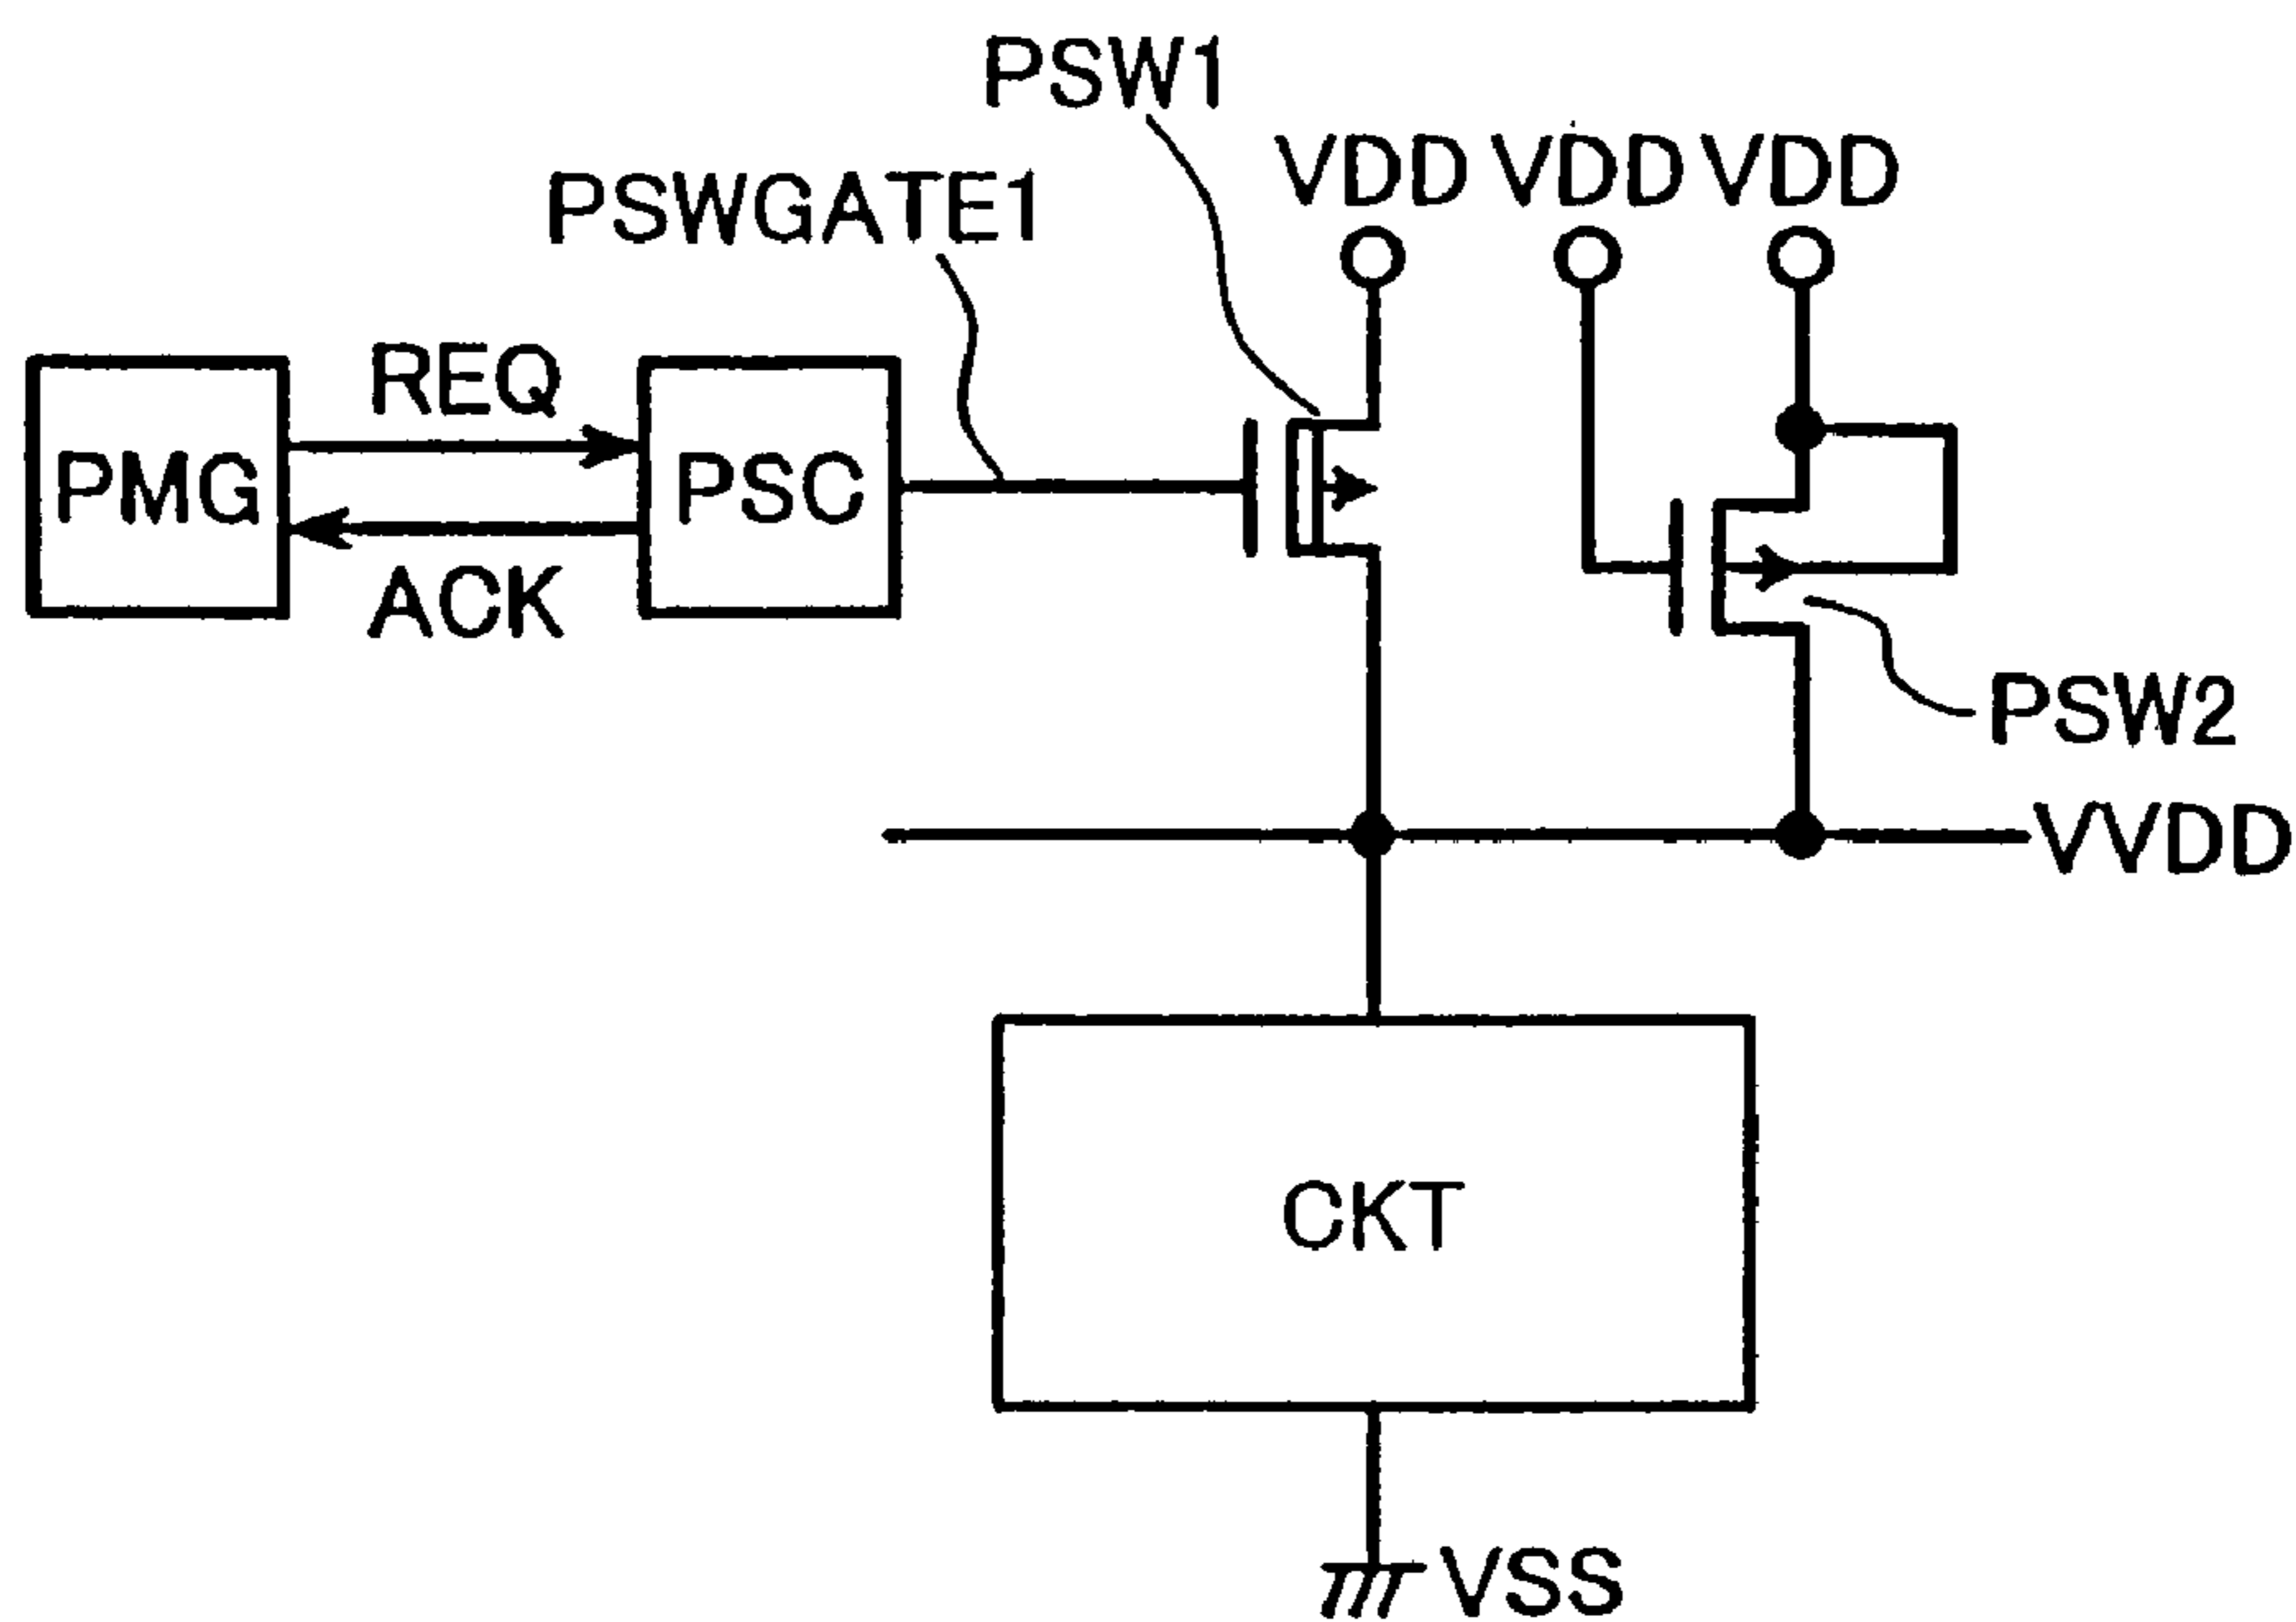 PSW1
VDD VDD VDD
PSWGATE1
REQ
PMG
PSC
ACK
PSW2
VVDD
CKT
VSS